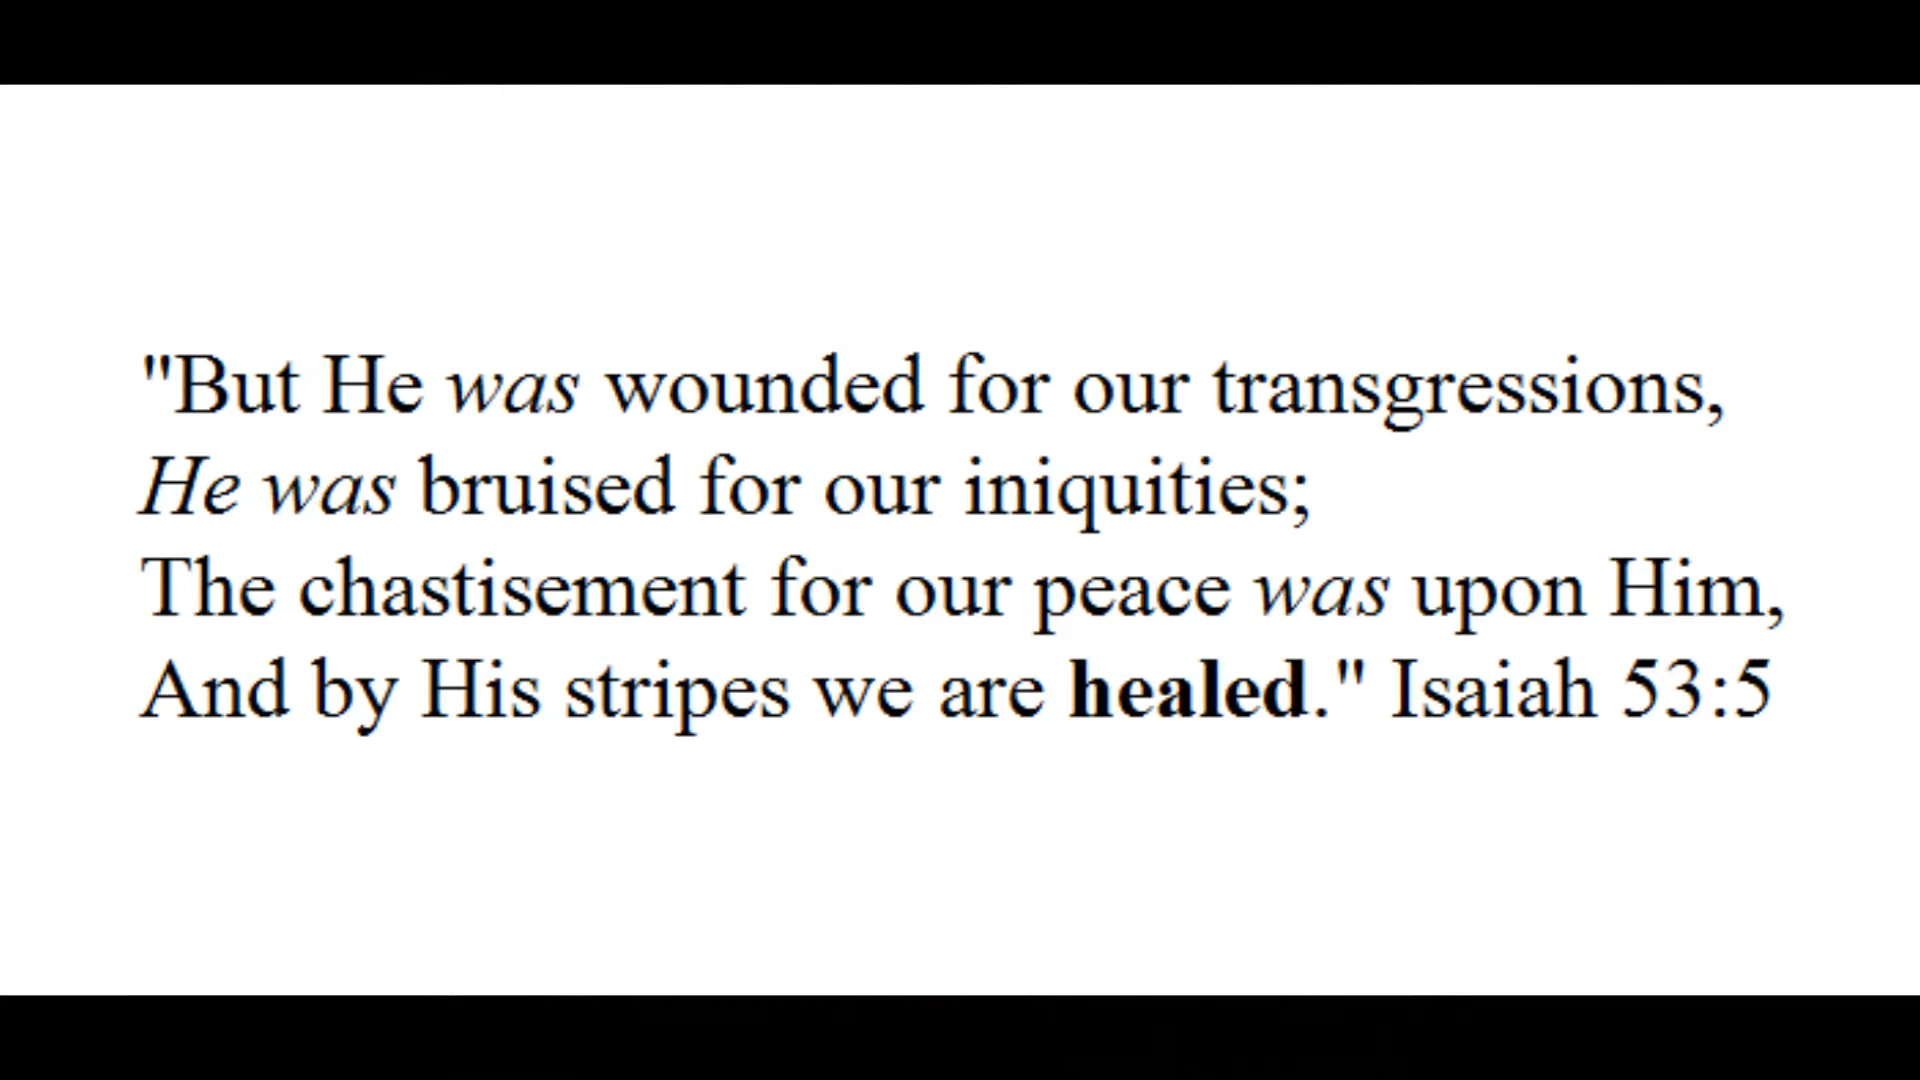 "But He was wounded for our transgressions,
He was bruised for our iniquities;
The chastisement for our peace was upon Him,
And by His stripes we are healed." Isaiah 53:5